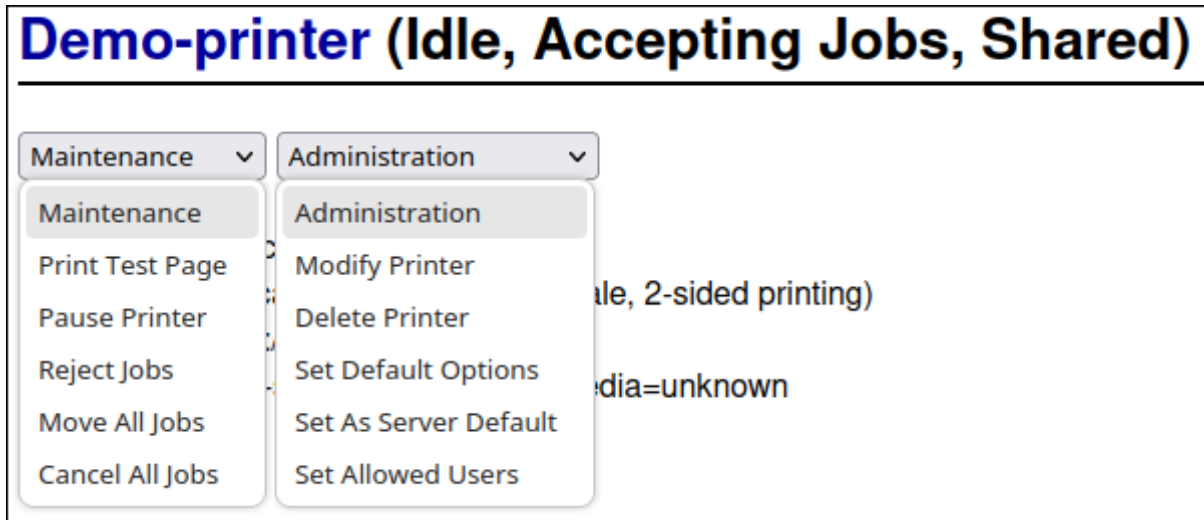 Demo-printer (Idle, Accepting Jobs, Shared)
Maintenance Administration
Maintenance
Print Test Page
Pause Printer
Reject Jobs
Move All Jobs
Cancel All Jobs
Administration
Modify Printer
Delete Printer
Set Default Options
Set As Server Default
Set Allowed Users
2-sided printing)
=unknown